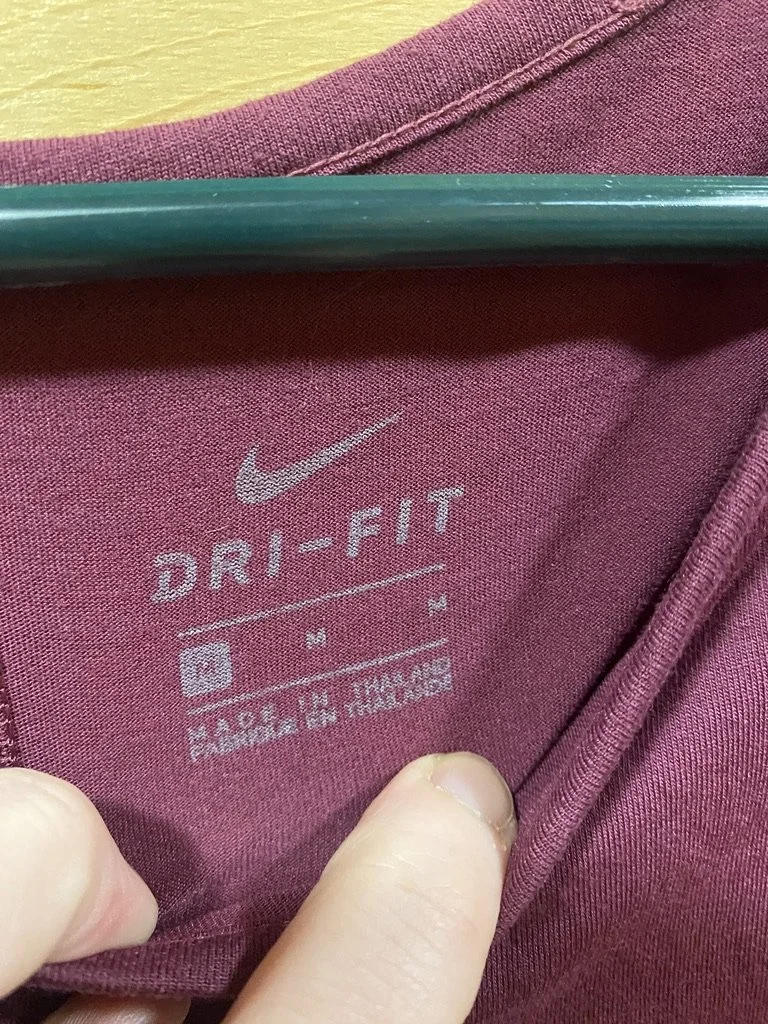 DRI-FIT
M M M
MADE IN THAILAND
FABRIQUÉ EN THAÏLANDE